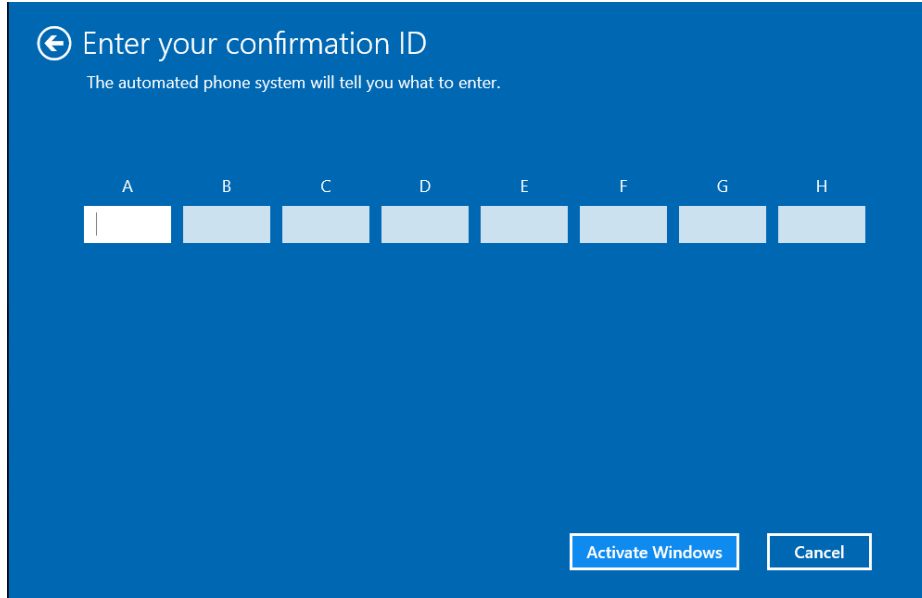 Enter your confirmation ID
The automated phone system will tell you what to enter.
A B C D E F G H
Activate Windows Cancel